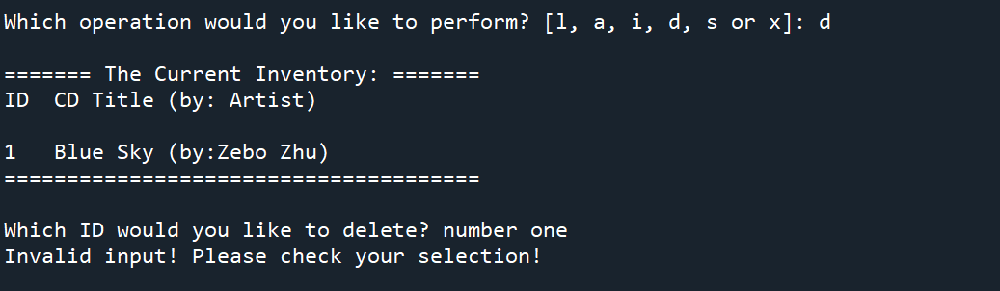 Which operation would you like to perform? [l, a, i, d, s or x]: d
======= The Current Inventory: =======
ID  CD Title (by: Artist)
1   Blue Sky (by:Zebo Zhu)
======================================
Which ID would you like to delete? number one
Invalid input! Please check your selection!